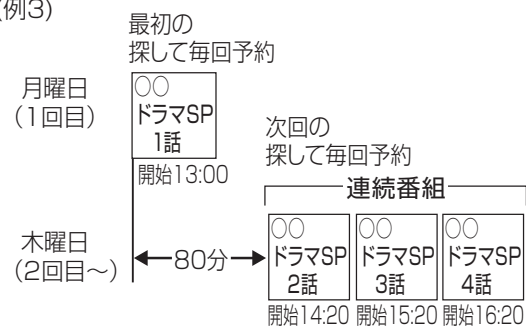 (例3)
最初の
探して毎回予約
月曜日
（1回目）
○○
ドラマSP
1話
開始13:00
次回の
探して毎回予約
連続番組
木曜日
（2回目～）
80分
○○
ドラマSP
2話
開始14:20
○○
ドラマSP
3話
開始15:20
○○
ドラマSP
4話
開始16:20